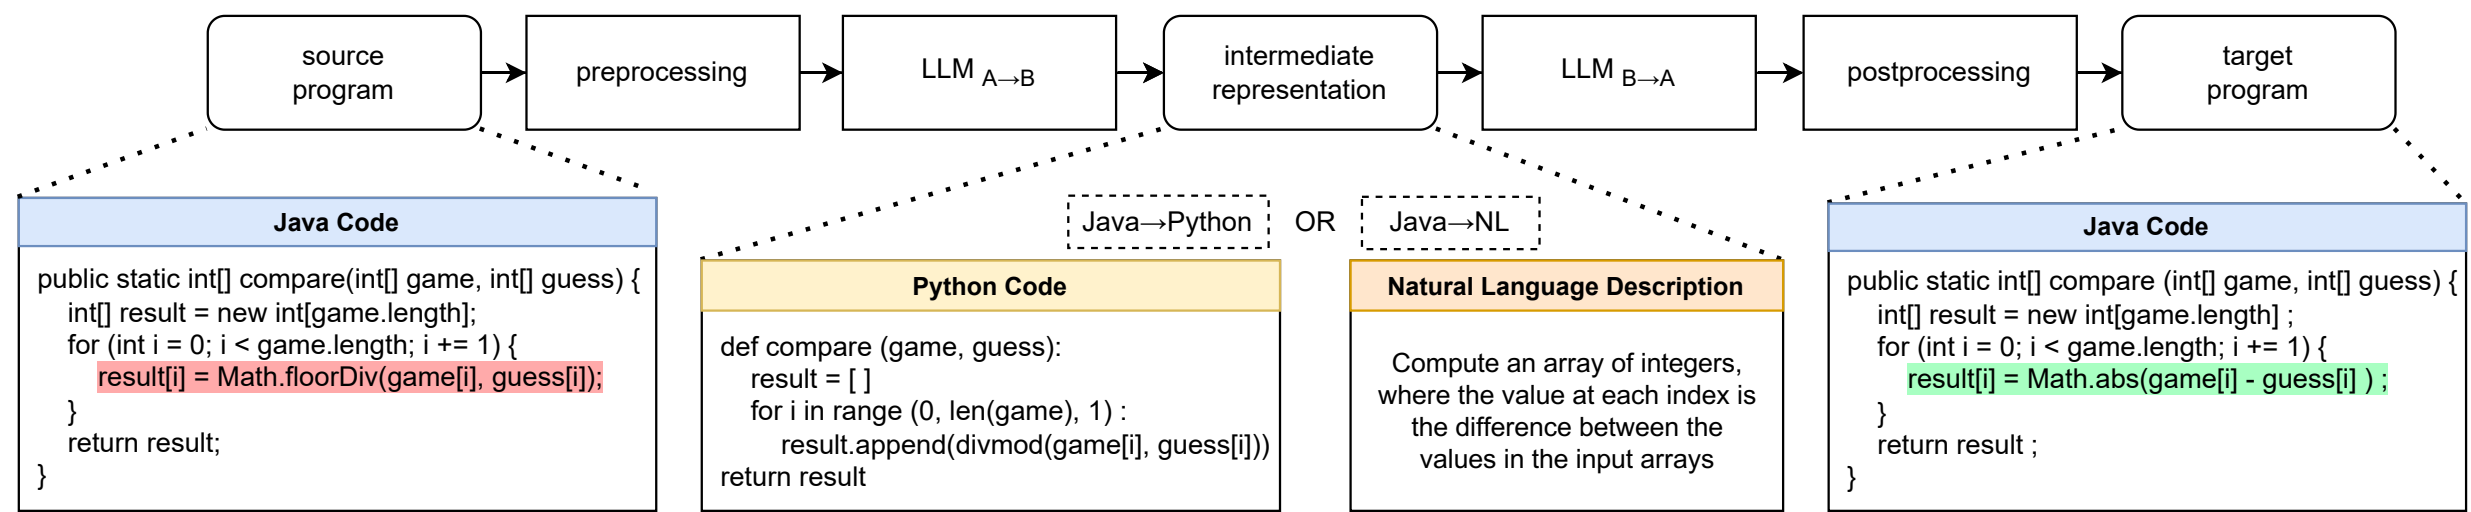 source
program
preprocessing
LLM A→B
intermediate
representation
LLM B→A
postprocessing
target
program
Java Code
public static int[] compare(int[] game, int[] guess) {
int[] result = new int[game.length];
for (int i = 0; i < game.length; i += 1) {
result[i] = Math.floorDiv(game[i], guess[i]);
}
return result;
}
Java→Python
OR
Java→NL
Python Code
def compare (game, guess):
result = [ ]
for i in range (0, len(game), 1) :
result.append(divmod(game[i], guess[i]))
return result
Natural Language Description
Compute an array of integers,
where the value at each index is
the difference between the
values in the input arrays
Java Code
public static int[] compare (int[] game, int[] guess) {
int[] result = new int[game.length] ;
for (int i = 0; i < game.length; i += 1) {
result[i] = Math.abs(game[i] - guess[i] ) ;
}
return result ;
}